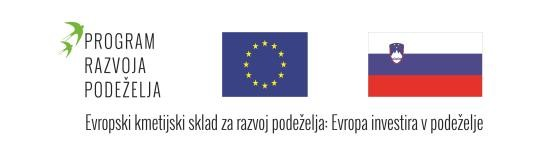 PROGRAM
RAZVOJA
PODEŽELJA
Evropski kmetijski sklad za razvoj podeželja: Evropa investira v podeželje